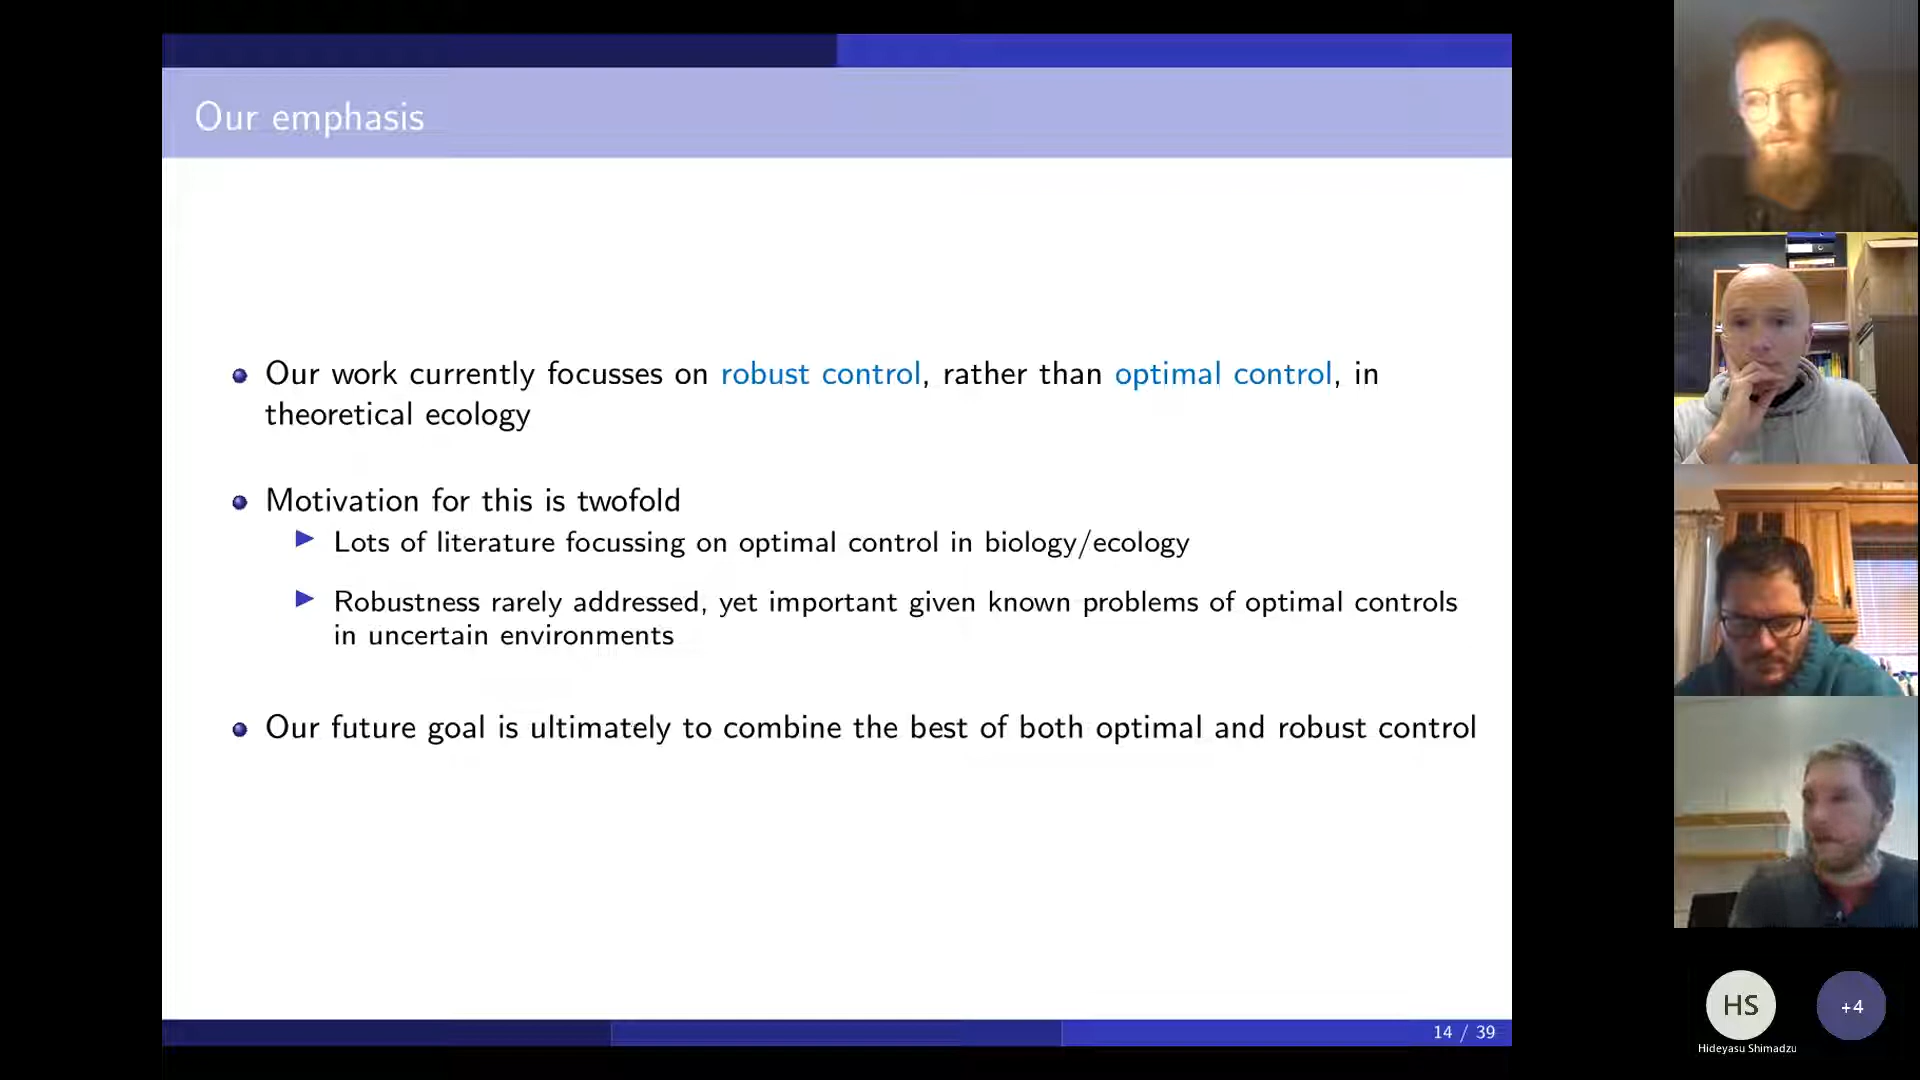 Our emphasis
Our work currently focusses on robust control, rather than optimal control, in
theoretical ecology
Motivation for this is twofold
Lots of literature focussing on optimal control in biology/ecology
Robustness rarely addressed, yet important given known problems of optimal controls
in uncertain environments
Our future goal is ultimately to combine the best of both optimal and robust control
14 / 39
HS
+4
Hideyasu Shimadzu